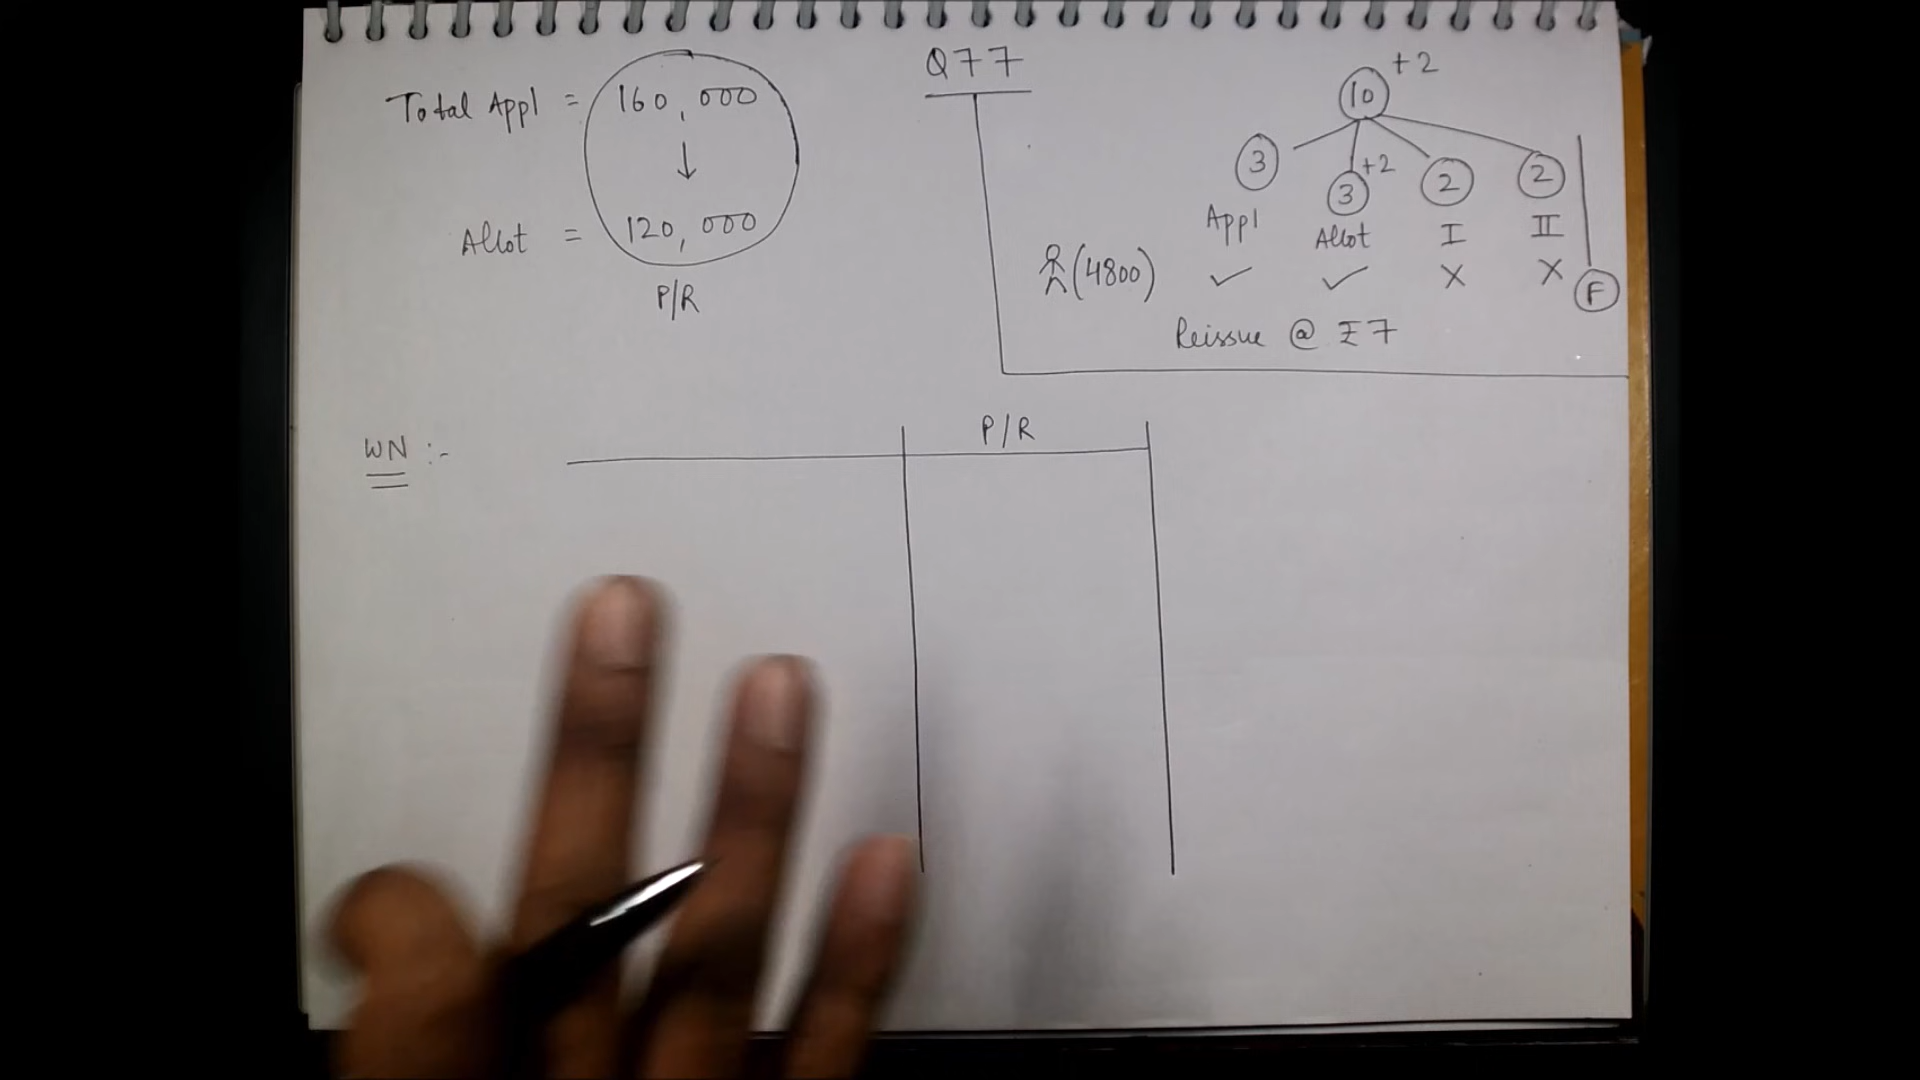 Q77
Total Appl = 160,000
↓
Allot = 120,000
P/R
10 +2
3 3 +2 2 2
Appl Allot I II
(4800) ✓ ✓ X X F
Reissue @ ₹7
WN :-
P/R